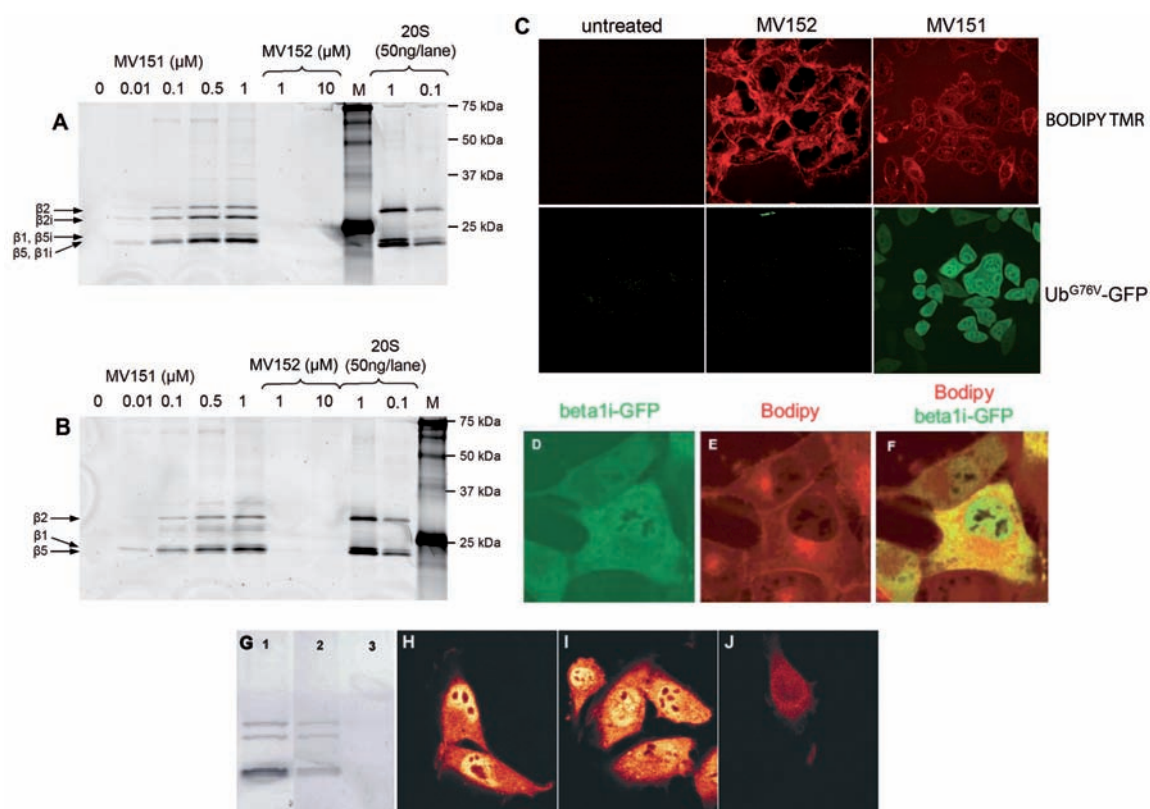 20S
MV152 (µM)
(50ng/lane)
MV151 (µM)
0 0.01 0.1 0.5 1 1 10 M 1 0.1
A
75 kDa
50 kDa
37 kDa
25 kDa
β2
β2i
β1, β5i
β5, β1i
20S
MV152 (µM) (50ng/lane)
MV151 (µM)
0 0.01 0.1 0.5 1 1 10 1 0.1 M
B
75 kDa
50 kDa
37 kDa
25 kDa
β2
β1
β5
C
untreated MV152 MV151
BODIPY TMR
Ub^G76V-GFP
beta1i-GFP
Bodipy
Bodipy
beta1i-GFP
D
E
F
G 1 2 3
H
I
J